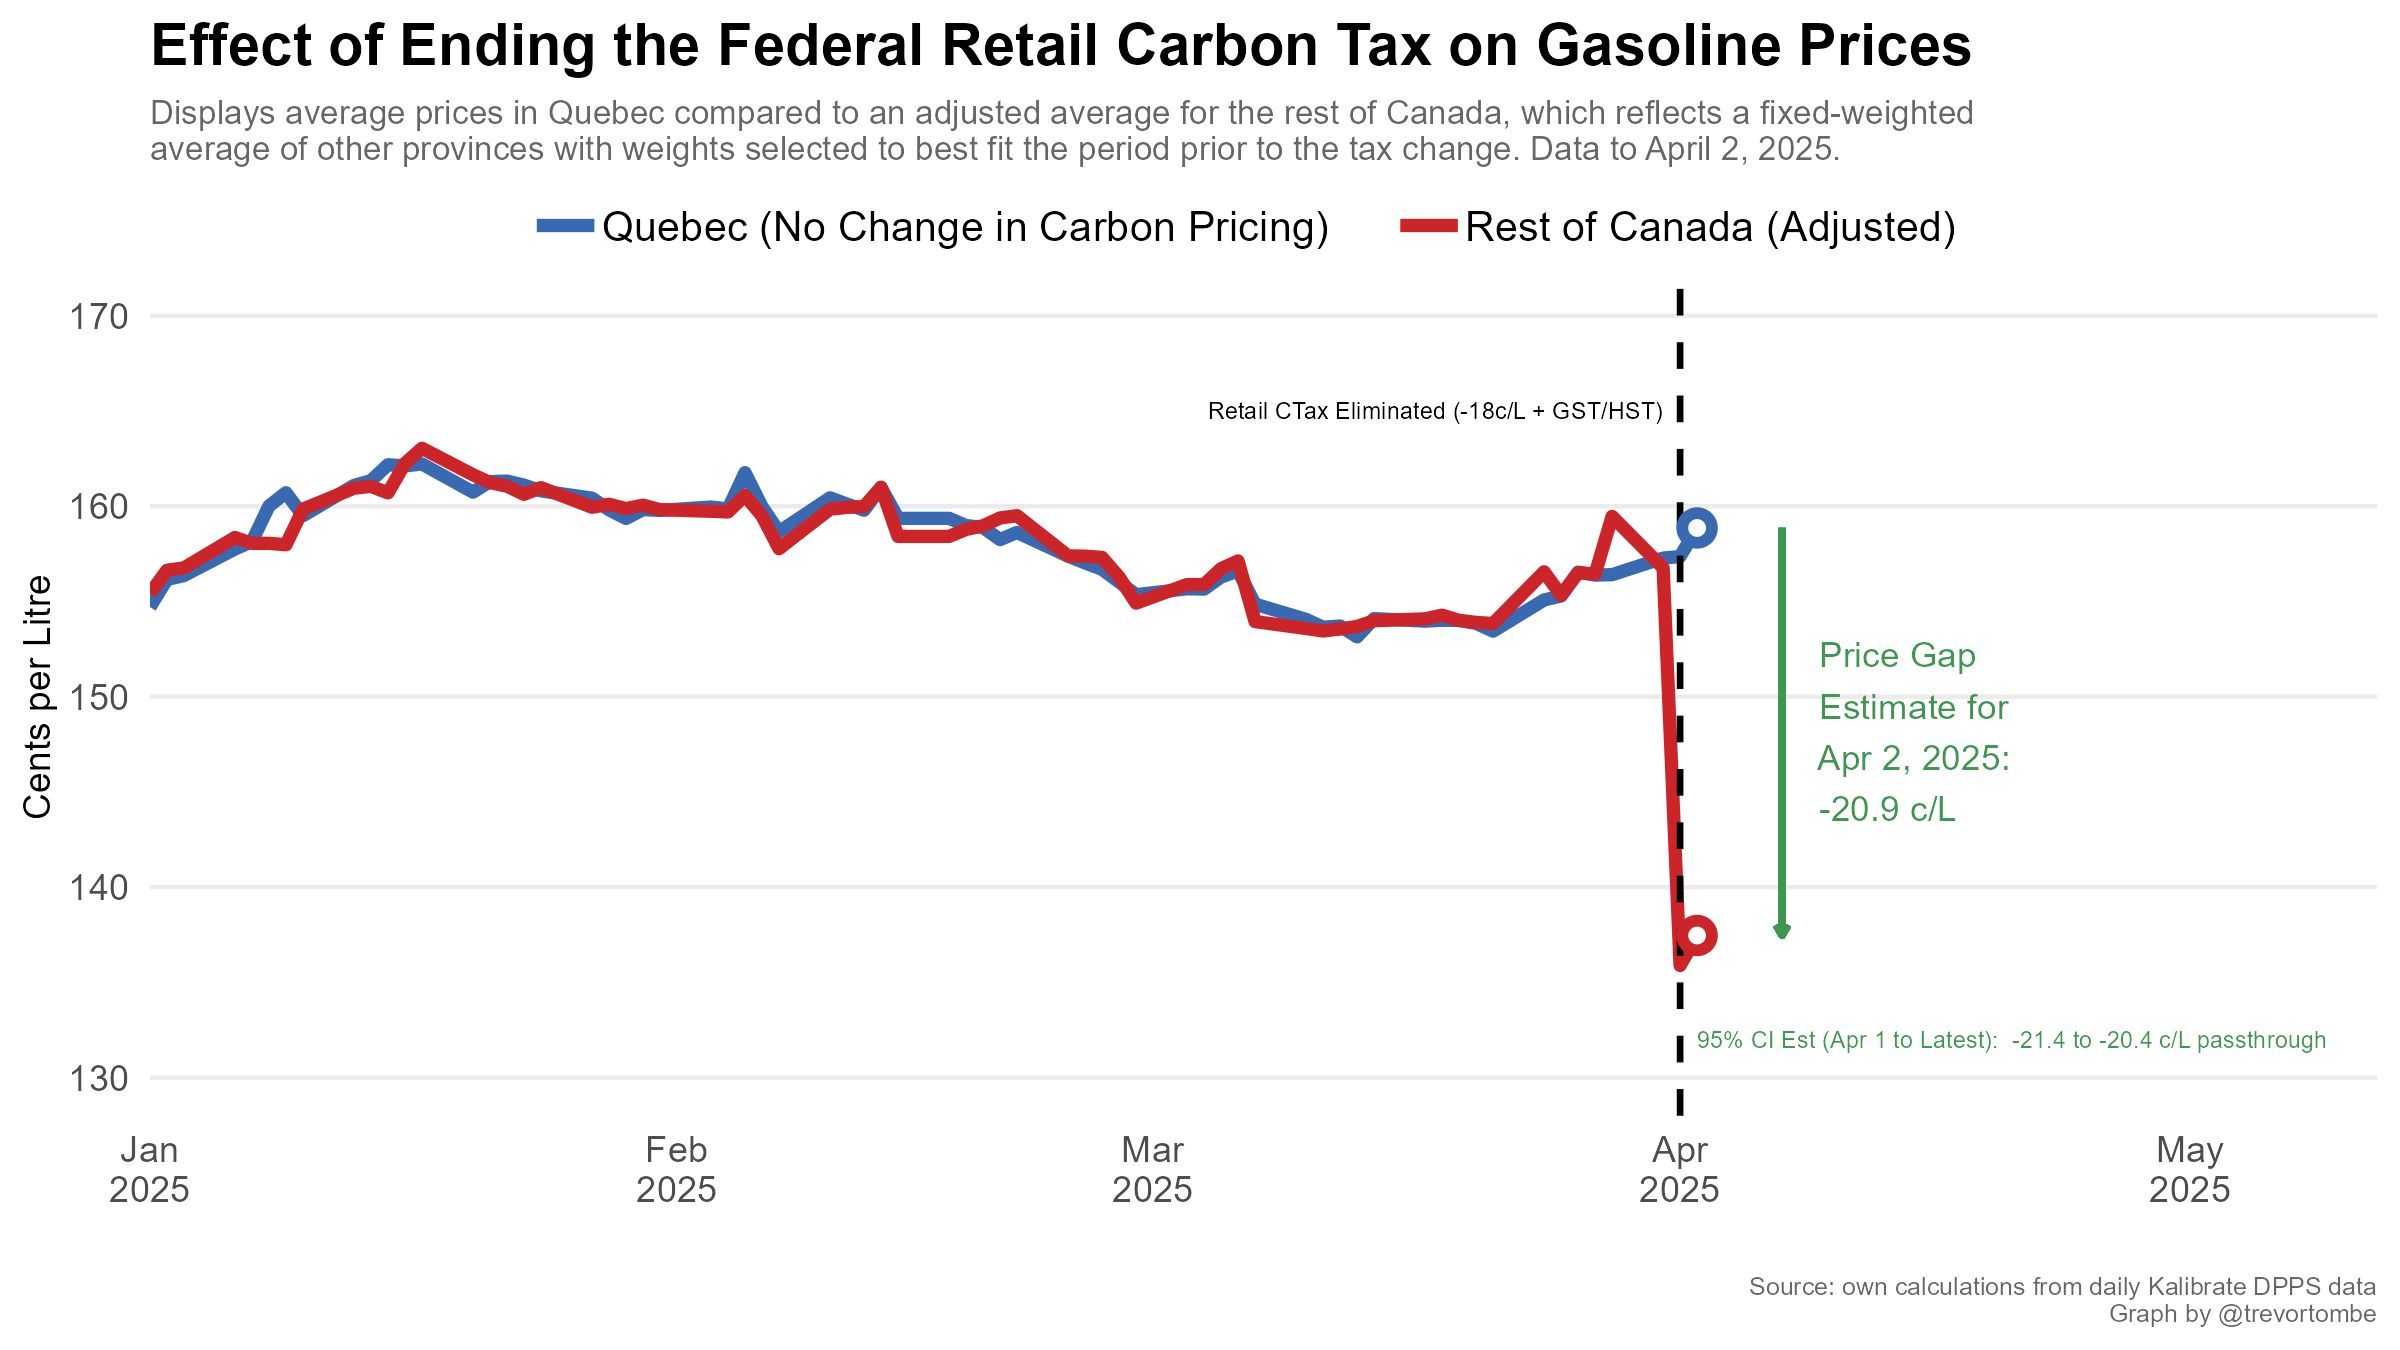 Effect of Ending the Federal Retail Carbon Tax on Gasoline Prices
Displays average prices in Quebec compared to an adjusted average for the rest of Canada, which reflects a fixed-weighted
average of other provinces with weights selected to best fit the period prior to the tax change. Data to April 2, 2025.
Quebec (No Change in Carbon Pricing)
Rest of Canada (Adjusted)
Cents per Litre
170
160
150
140
130
Retail CTax Eliminated (-18c/L + GST/HST)
Price Gap
Estimate for
Apr 2, 2025:
-20.9 c/L
95% CI Est (Apr 1 to Latest):  -21.4 to -20.4 c/L passthrough
Jan
2025
Feb
2025
Mar
2025
Apr
2025
May
2025
Source: own calculations from daily Kalibrate DPPS data
Graph by @trevortombe